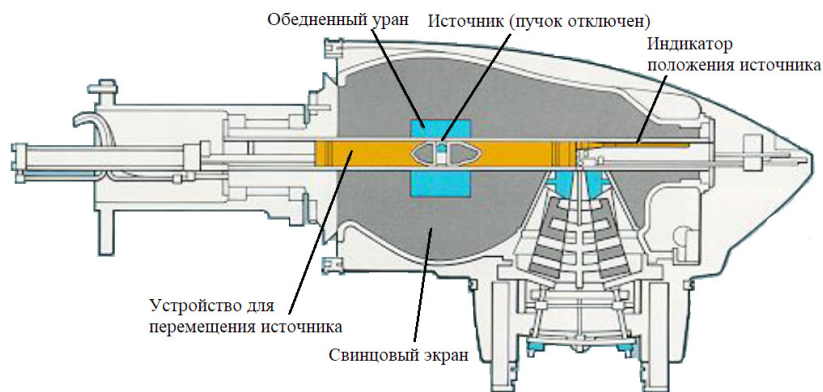 Обедненный уран
Источник (пучок отключен)
Индикатор
положения источника
Устройство для
перемещения источника
Свинцовый экран